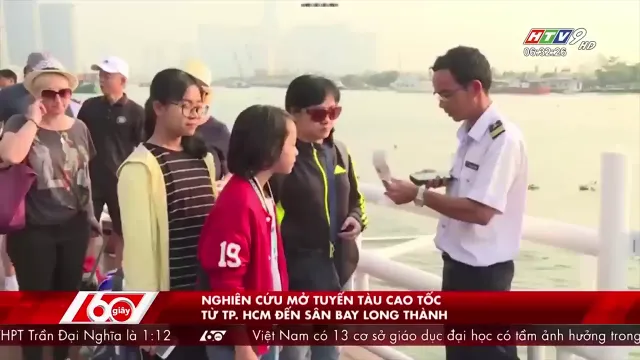 HTV9 HD
06:32:26
19
NGHIÊN CỨU MỞ TUYẾN TÀU CAO TỐC
TỪ TP. HCM ĐẾN SÂN BAY LONG THÀNH
60 giây
HPT Trần Đại Nghĩa là 1:12 Việt Nam có 13 cơ sở giáo dục đại học có tầm ảnh hưởng trong